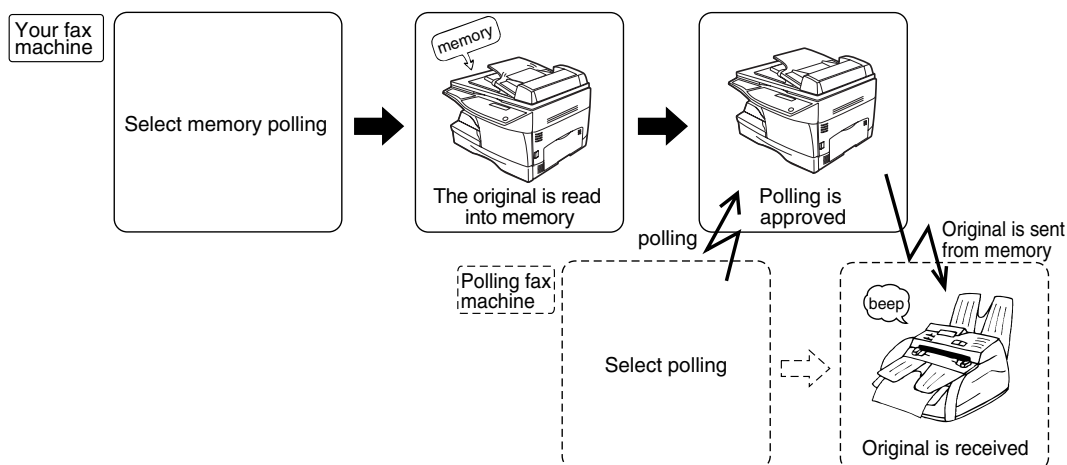 Your fax
machine
Select memory polling
memory
The original is read
into memory
Polling is
approved
polling
Original is sent
from memory
Polling fax
machine
Select polling
beep
Original is received